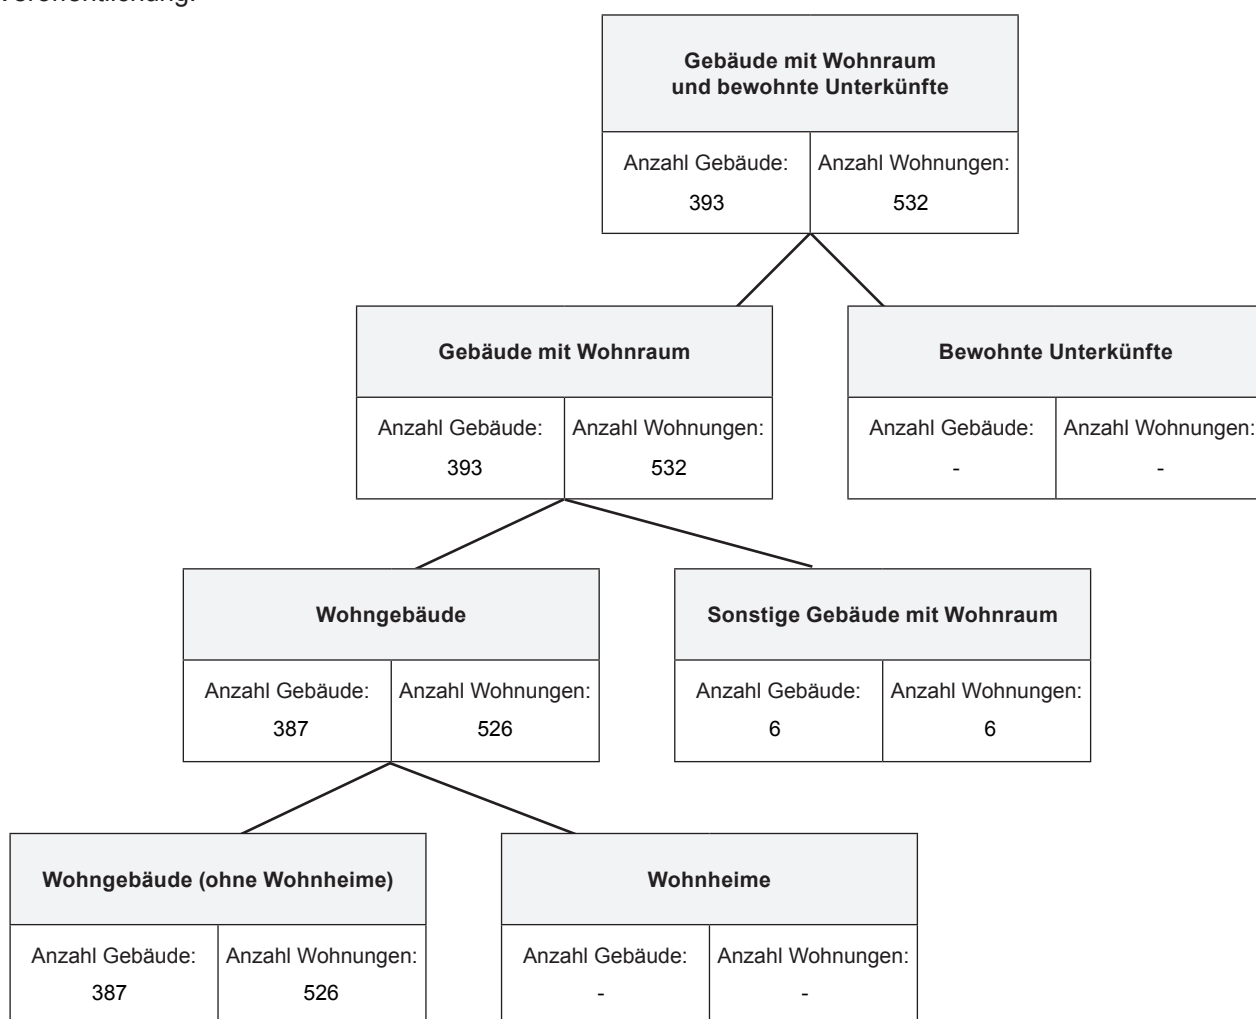 Veröffentlichung.
Gebäude mit Wohnraum
und bewohnte Unterkünfte
Anzahl Gebäude: Anzahl Wohnungen:
393 532
Gebäude mit Wohnraum
Anzahl Gebäude: Anzahl Wohnungen:
393 532
Bewohnte Unterkünfte
Anzahl Gebäude: Anzahl Wohnungen:
- -
Wohngebäude
Anzahl Gebäude: Anzahl Wohnungen:
387 526
Sonstige Gebäude mit Wohnraum
Anzahl Gebäude: Anzahl Wohnungen:
6 6
Wohngebäude (ohne Wohnheime)
Anzahl Gebäude: Anzahl Wohnungen:
387 526
Wohnheime
Anzahl Gebäude: Anzahl Wohnungen:
- -